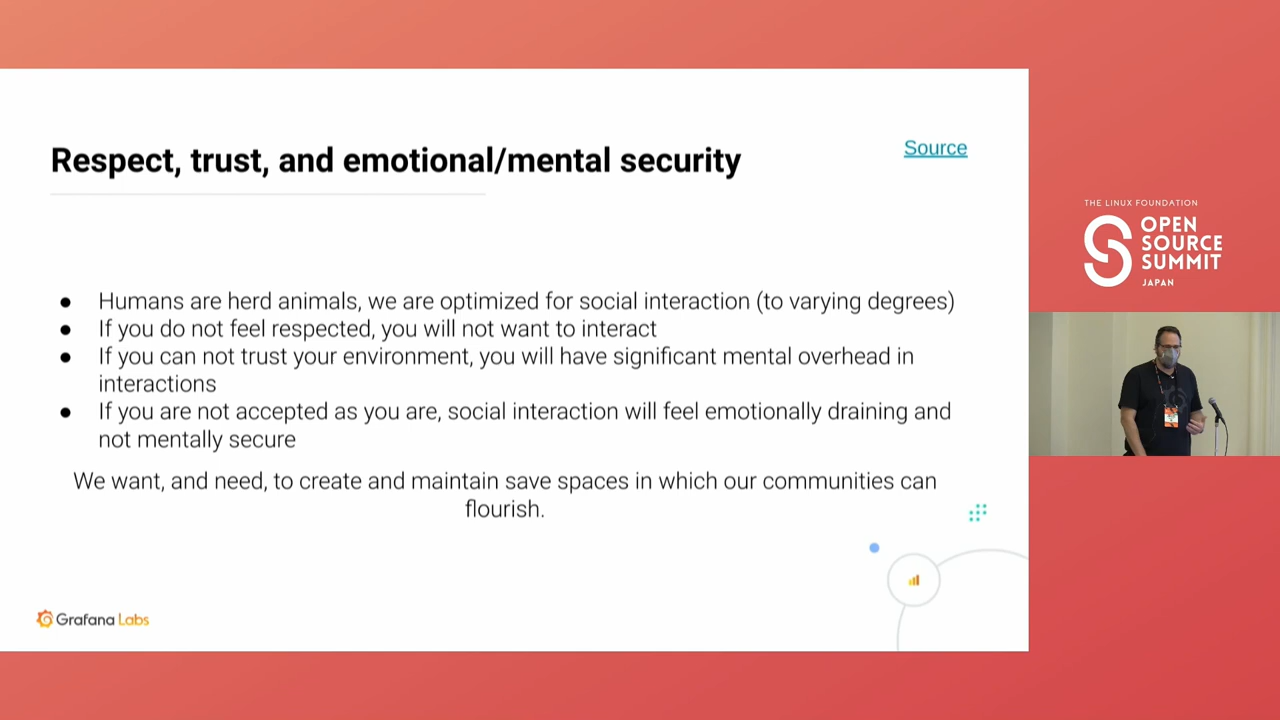 Respect, trust, and emotional/mental security
Source
● Humans are herd animals, we are optimized for social interaction (to varying degrees)
● If you do not feel respected, you will not want to interact
● If you can not trust your environment, you will have significant mental overhead in
interactions
● If you are not accepted as you are, social interaction will feel emotionally draining and
not mentally secure
We want, and need, to create and maintain save spaces in which our communities can
flourish.
Grafana Labs
THE LINUX FOUNDATION
OPEN
SOURCE
SUMMIT
JAPAN